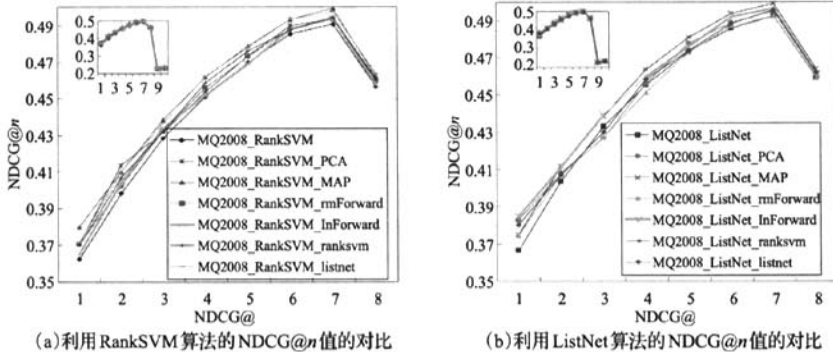 0.5
0.4
0.3
0.2
1 3 5 7 9
0.49
0.47
0.45
0.43
0.41
0.39
0.37
0.35
NDCG@n
MQ2008_RankSVM
MQ2008_RankSVM_PCA
MQ2008_RankSVM_MAP
MQ2008_RankSVM_rmForward
MQ2008_RankSVM_InForward
MQ2008_RankSVM_ranksvm
MQ2008_RankSVM_listnet
1 2 3 4 5 6 7 8
NDCG@
(a)利用RankSVM算法的NDCG@n值的对比
0.5
0.4
0.3
0.2
1 3 5 7 9
0.49
0.47
0.45
0.43
0.41
0.39
0.37
0.35
NDCG@n
MQ2008_ListNet
MQ2008_ListNet_PCA
MQ2008_ListNet_MAP
MQ2008_ListNet_rmForward
MQ2008_ListNet_InForward
MQ2008_ListNet_ranksvm
MQ2008_ListNet_listnet
1 2 3 4 5 6 7 8
NDCG@
(b)利用ListNet算法的NDCG@n值的对比